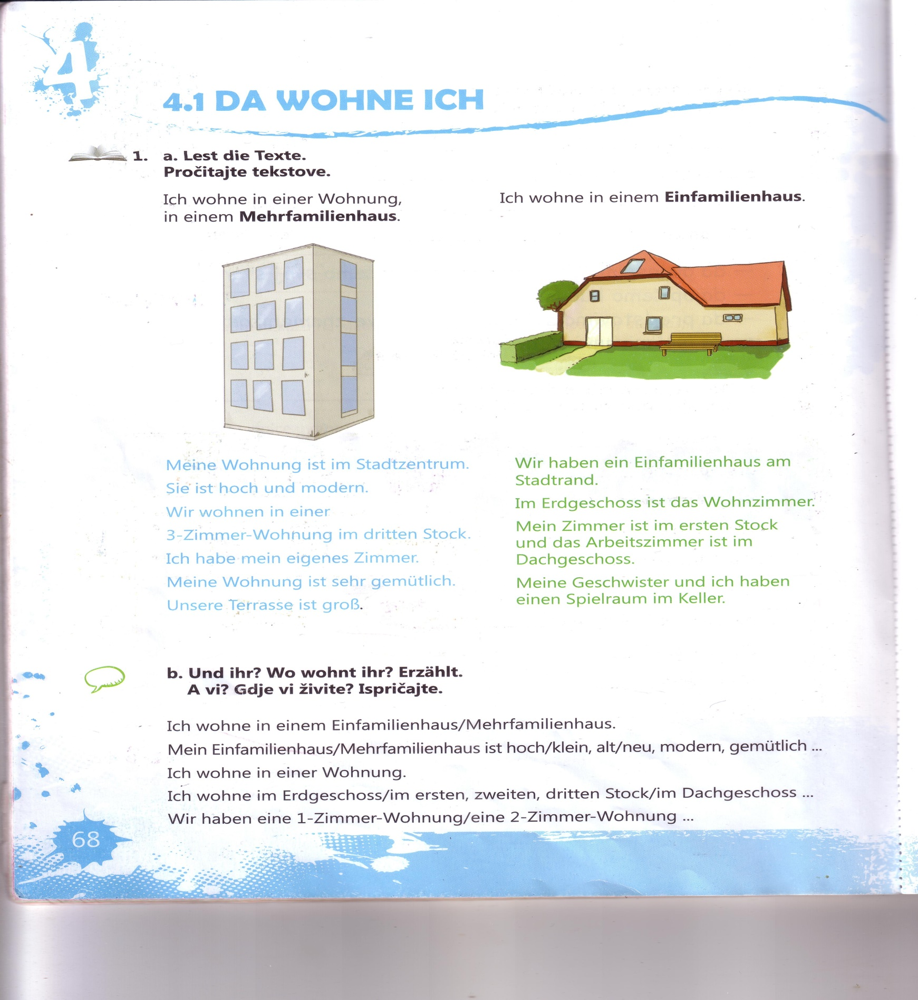 4
4.1 DA WOHNE ICH
1. a. Lest die Texte.
Pročitajte tekstove.
Ich wohne in einer Wohnung,
in einem Mehrfamilienhaus.
Ich wohne in einem Einfamilienhaus.
Meine Wohnung ist im Stadtzentrum.
Sie ist hoch und modern.
Wir wohnen in einer
3-Zimmer-Wohnung im dritten Stock.
Ich habe mein eigenes Zimmer.
Meine Wohnung ist sehr gemütlich.
Unsere Terrasse ist groß.
Wir haben ein Einfamilienhaus am
Stadtrand.
Im Erdgeschoss ist das Wohnzimmer.
Mein Zimmer ist im ersten Stock
und das Arbeitszimmer ist im
Dachgeschoss.
Meine Geschwister und ich haben
einen Spielraum im Keller.
b. Und ihr? Wo wohnt ihr? Erzählt.
A vi? Gdje vi živite? Ispričajte.
Ich wohne in einem Einfamilienhaus/Mehrfamilienhaus.
Mein Einfamilienhaus/Mehrfamilienhaus ist hoch/klein, alt/neu, modern, gemütlich ...
Ich wohne in einer Wohnung.
Ich wohne im Erdgeschoss/im ersten, zweiten, dritten Stock/im Dachgeschoss ...
Wir haben eine 1-Zimmer-Wohnung/eine 2-Zimmer-Wohnung ...
68